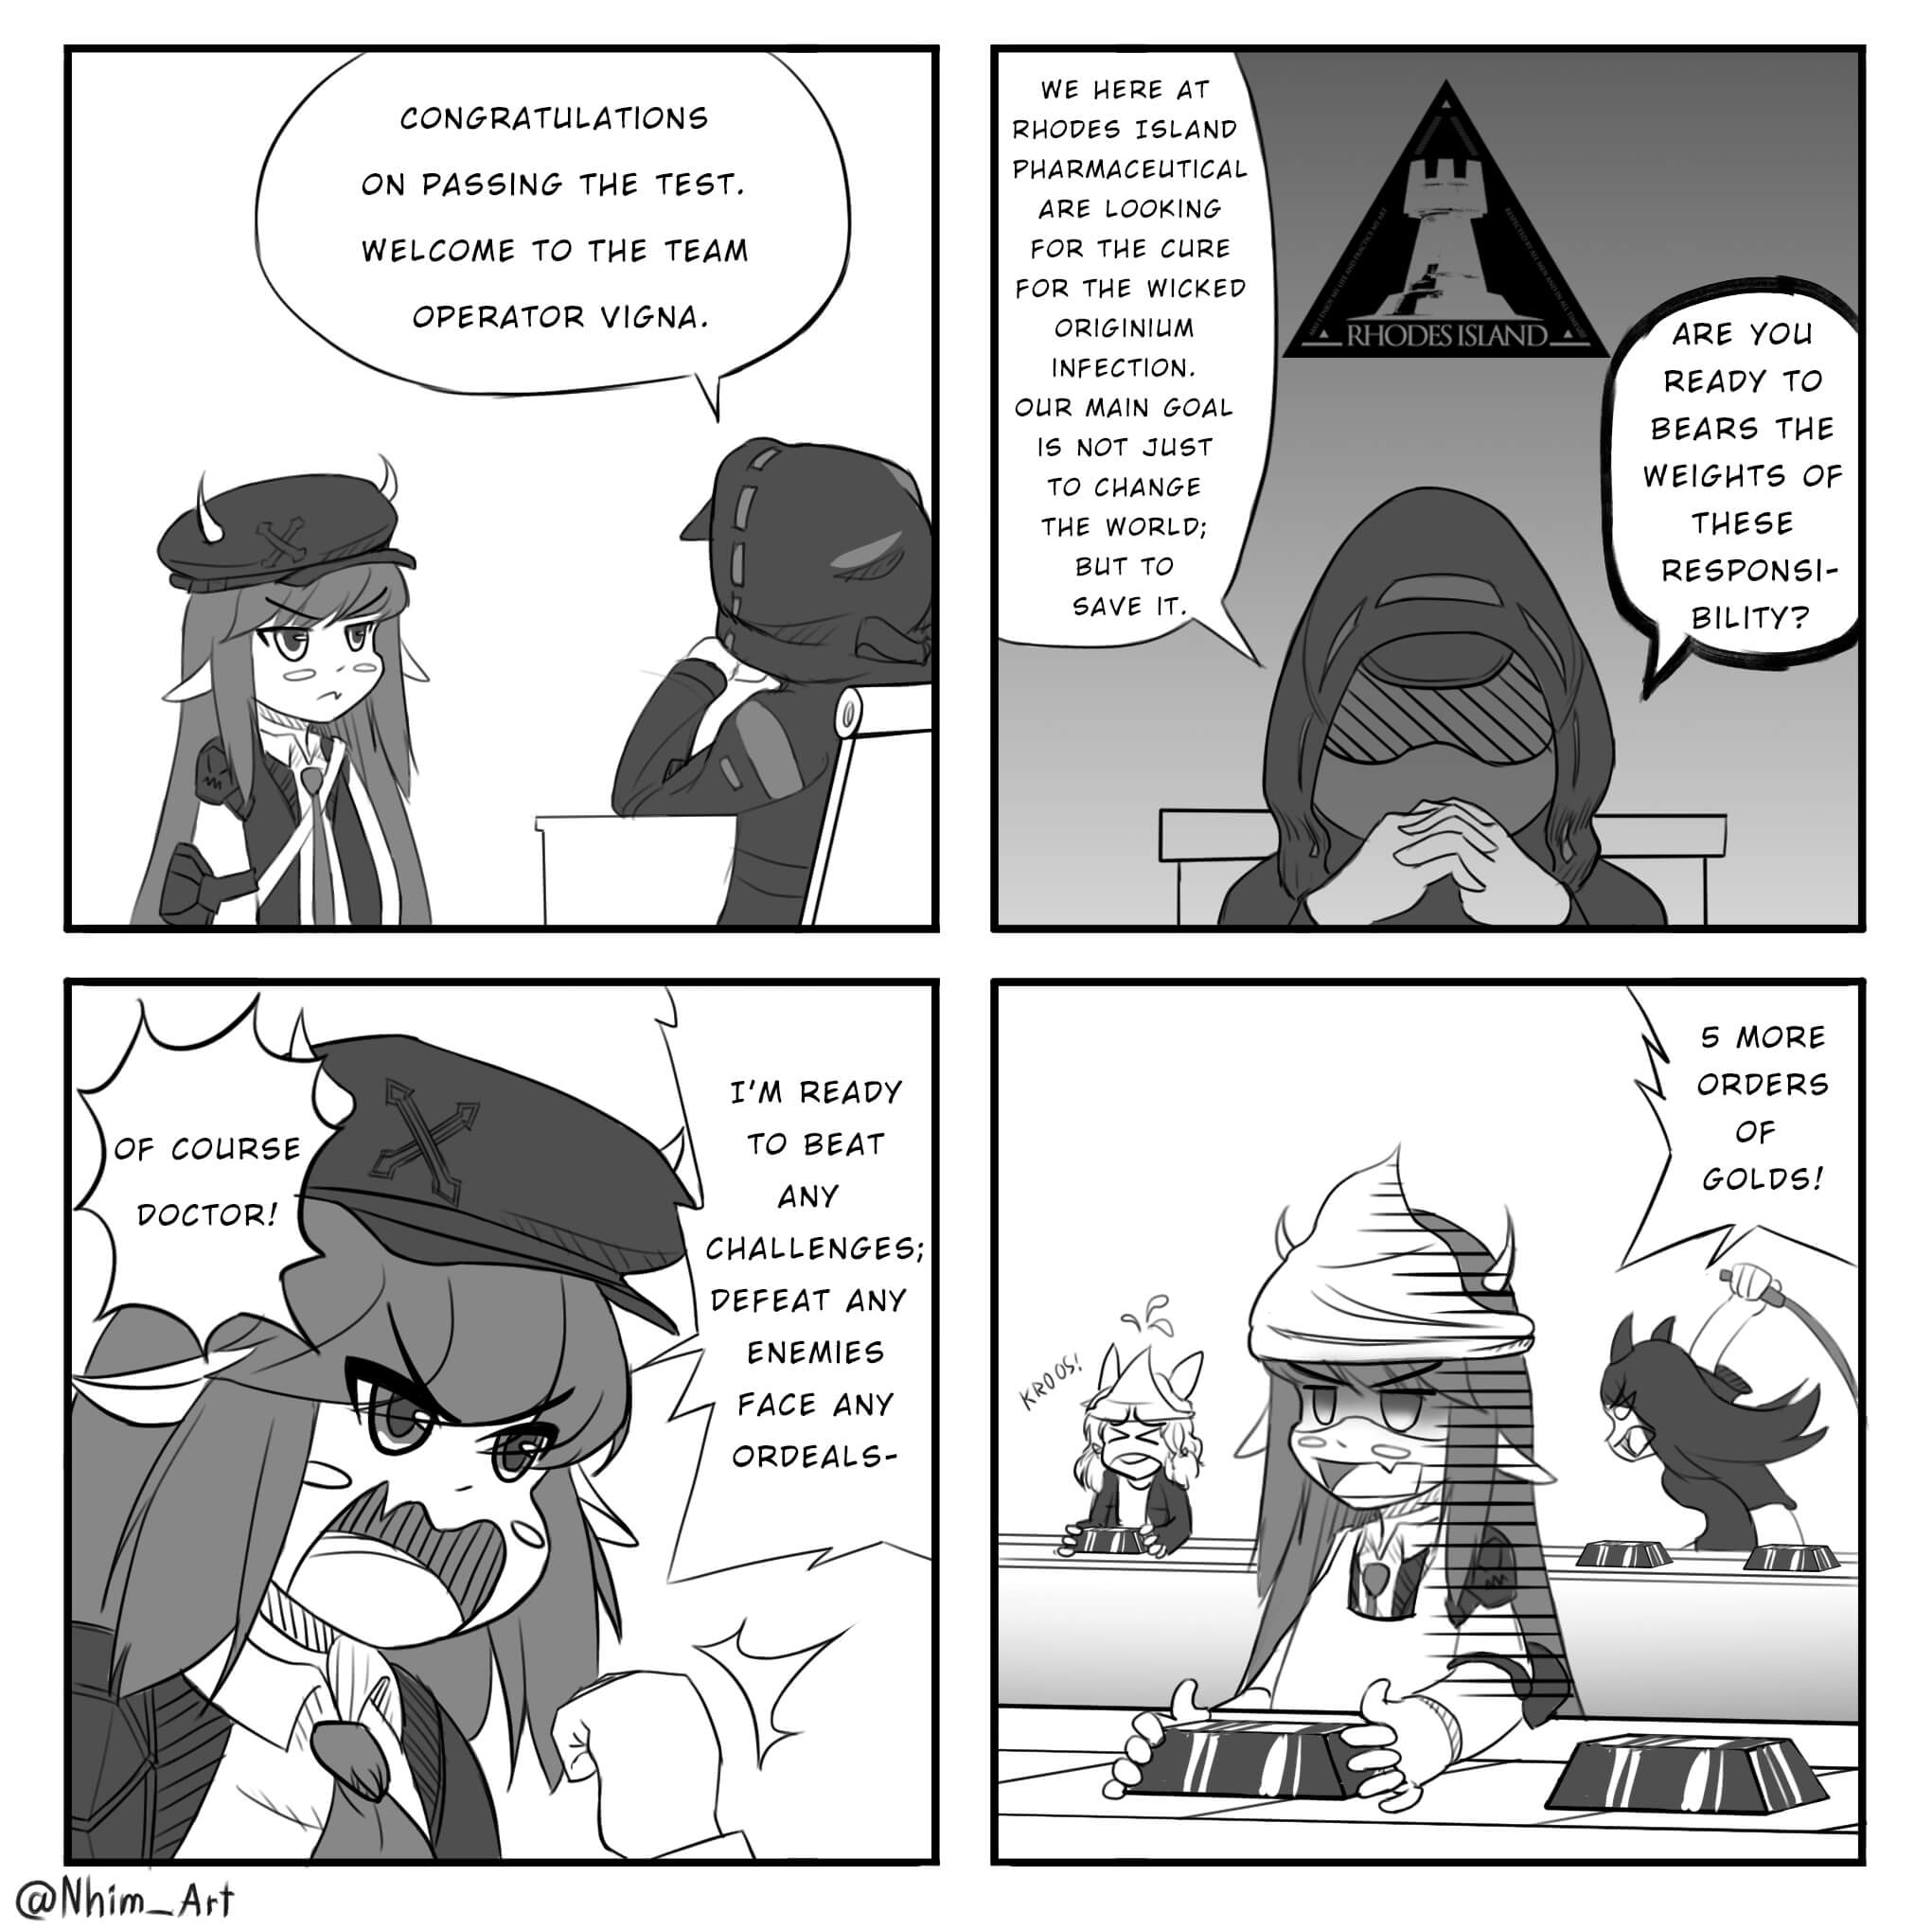 CONGRATULATIONS
ON PASSING THE TEST.
WELCOME TO THE TEAM
OPERATOR VIGNA.
WE HERE AT
RHODES ISLAND
PHARMACEUTICAL
ARE LOOKING
FOR THE CURE
FOR THE WICKED
ORIGINIUM
INFECTION.
OUR MAIN GOAL
IS NOT JUST
TO CHANGE
THE WORLD;
BUT TO
SAVE IT.
RHODES ISLAND
ARE YOU
READY TO
BEARS THE
WEIGHTS OF
THESE
RESPONSI-
BILITY?
OF COURSE
DOCTOR!
I'M READY
TO BEAT
ANY
CHALLENGES;
DEFEAT ANY
ENEMIES
FACE ANY
ORDEALS-
5 MORE
ORDERS
OF
GOLDS!
KROOS!
@Nhim_Art